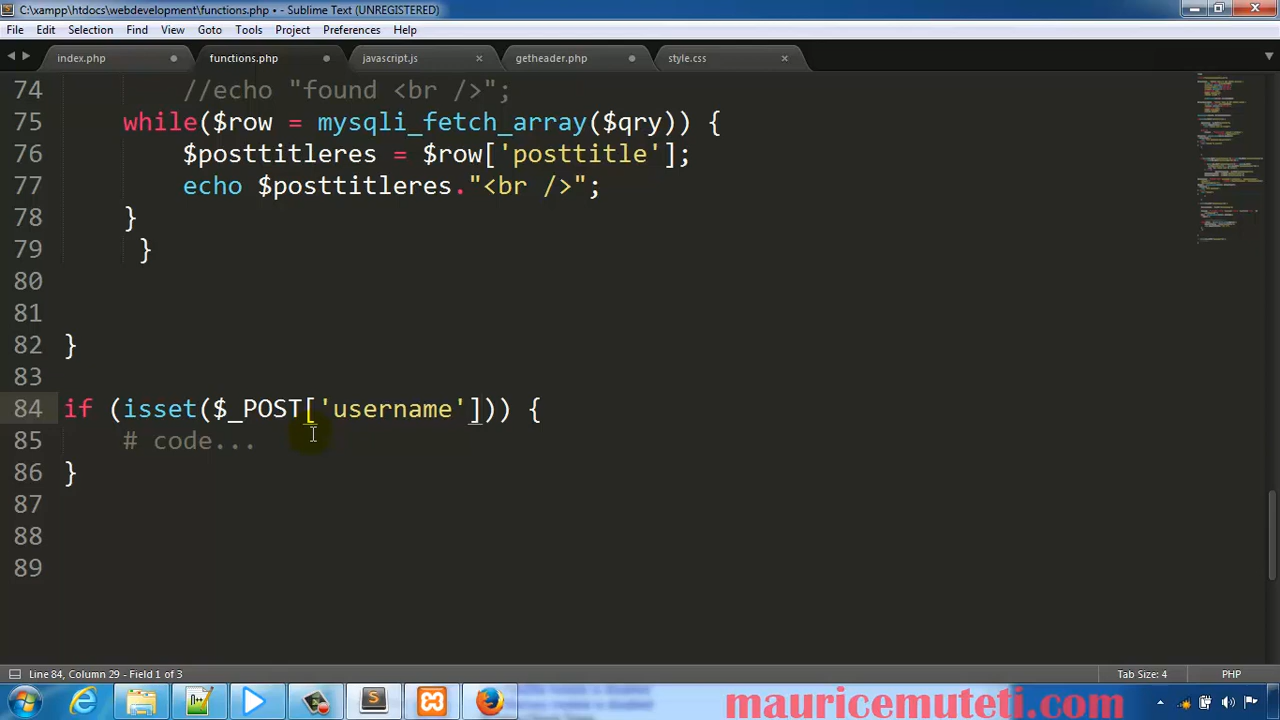 C:\xampp\htdocs\webdevelopment\functions.php • - Sublime Text (UNREGISTERED)
File Edit Selection Find View Goto Tools Project Preferences Help
index.php functions.php javascript.js getheader.php style.css
74 //echo "found <br />";
75 while($row = mysqli_fetch_array($qry)) {
76 $posttitleres = $row['posttitle'];
77 echo $posttitleres."<br />";
78 }
79 }
80
81
82 }
83
84 if (isset($_POST['username'])) {
85 # code...
86 }
87
88
89
Line 84, Column 29 - Field 1 of 3 Tab Size: 4 PHP
mauricemuteti.com